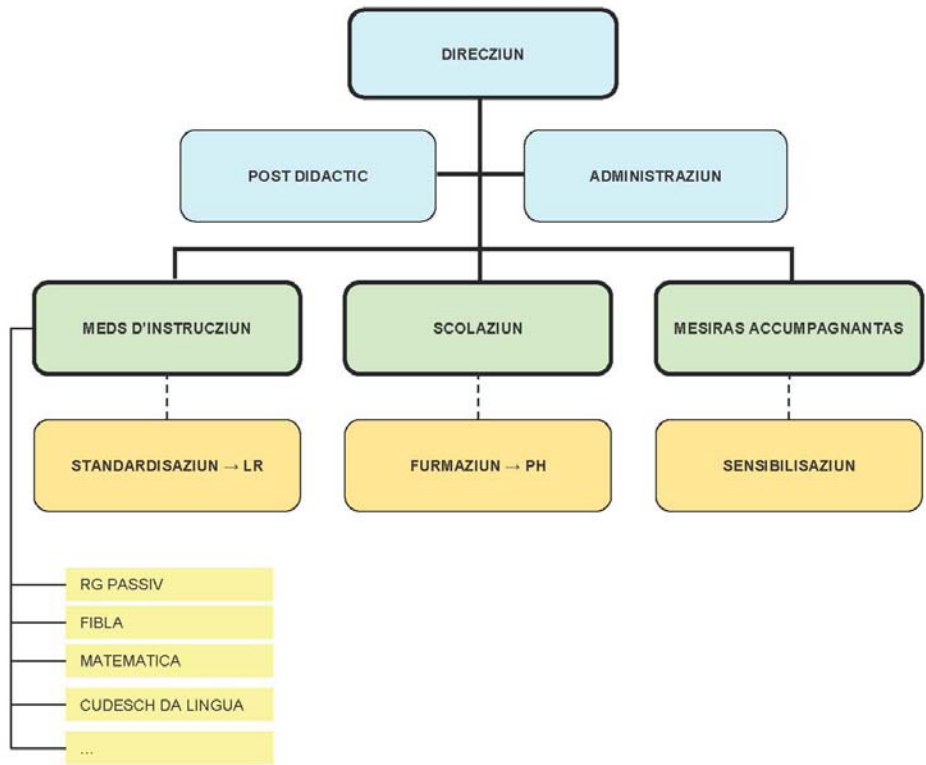 DIRECZIUN
POST DIDACTIC
ADMINISTRAZIUN
MEDS D'INSTRUCZIUN
SCOLAZIUN
MESIRAS ACCUMPAGNANTAS
STANDARDISAZIUN → LR
FURMAZIUN → PH
SENSIBILISAZIUN
RG PASSIV
FIBLA
MATEMATICA
CUDESCH DA LINGUA
...